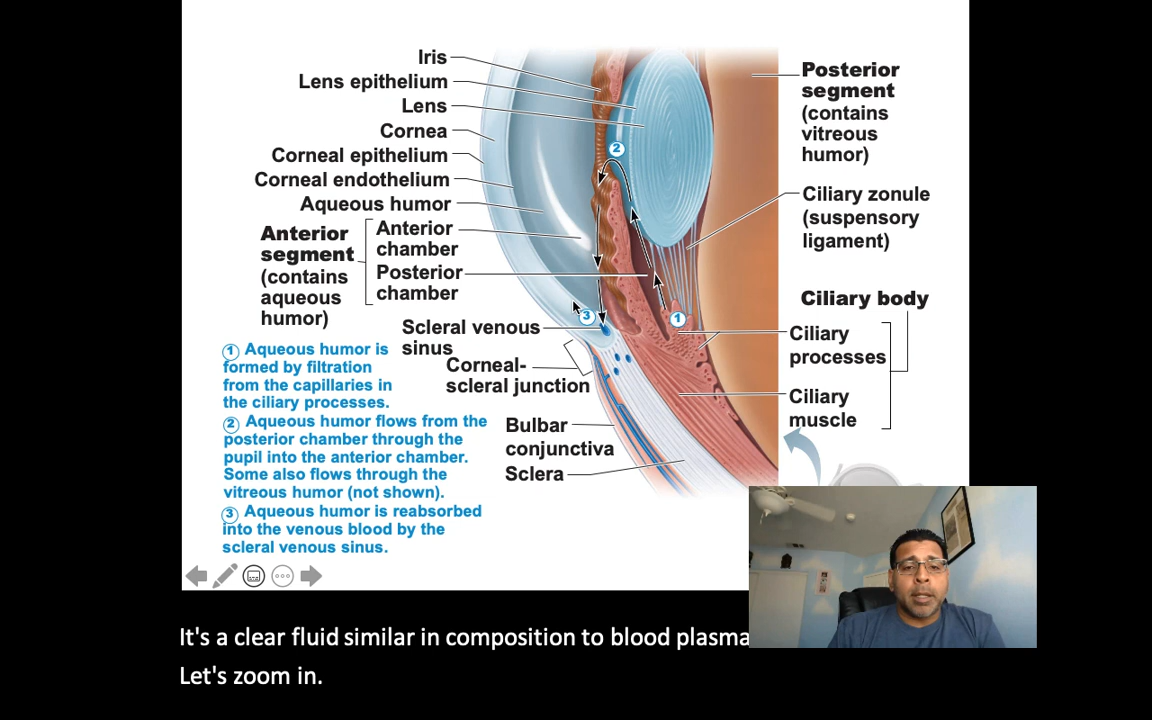 Iris
Lens epithelium
Lens
Cornea
Corneal epithelium
Corneal endothelium
Aqueous humor
Anterior
segment
(contains
aqueous
humor)
Anterior
chamber
Posterior
chamber
Scleral venous
sinus
Corneal-
scleral junction
Bulbar
conjunctiva
Sclera
Posterior
segment
(contains
vitreous
humor)
Ciliary zonule
(suspensory
ligament)
Ciliary body
Ciliary
processes
Ciliary
muscle
2
3
1
1 Aqueous humor is
formed by filtration
from the capillaries in
the ciliary processes.
2 Aqueous humor flows from the
posterior chamber through the
pupil into the anterior chamber.
Some also flows through the
vitreous humor (not shown).
3 Aqueous humor is reabsorbed
into the venous blood by the
scleral venous sinus.
It's a clear fluid similar in composition to blood plasma
Let's zoom in.